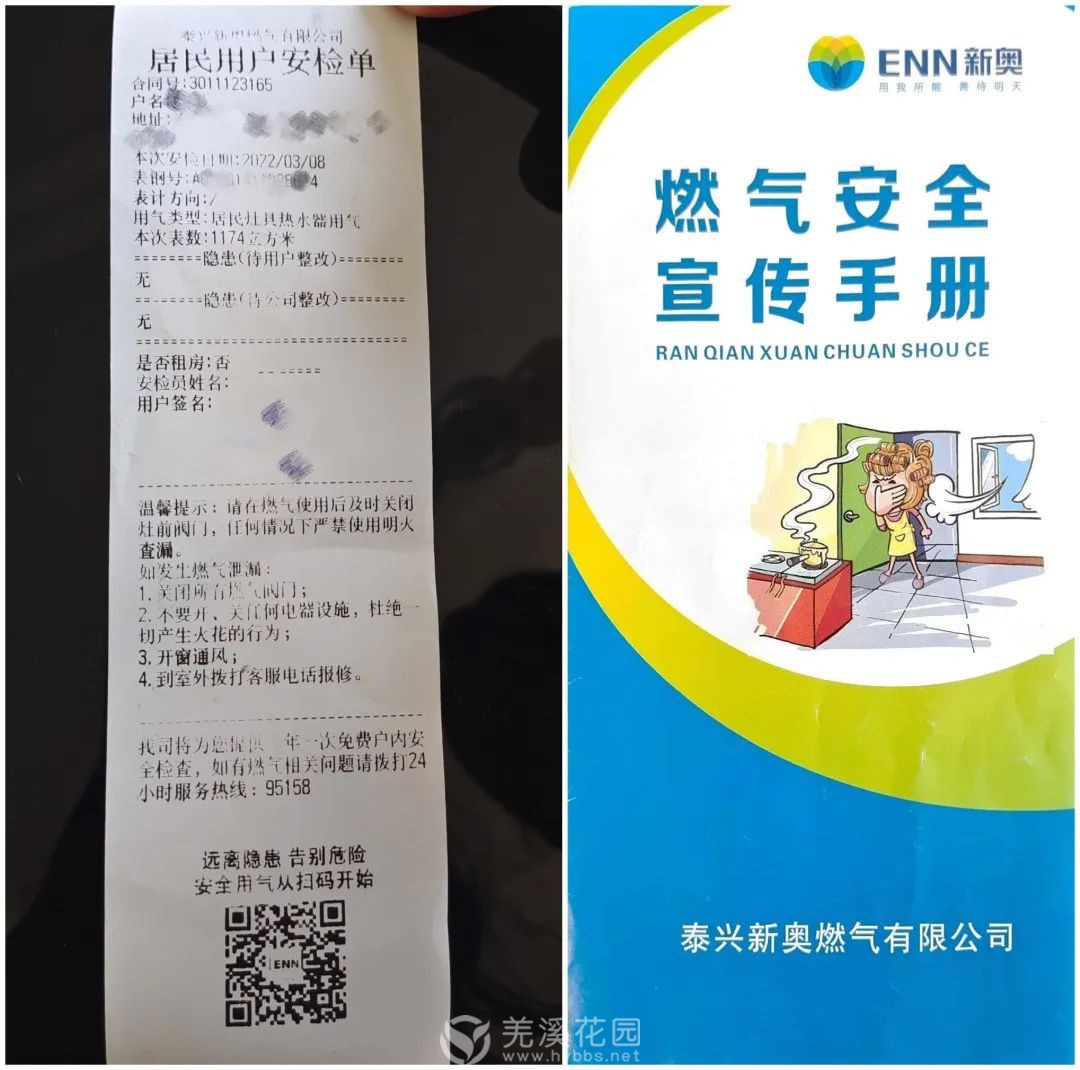 泰兴新奥燃气有限公司
居民用户安检单
合同号:3011123165
户名
地址:
本次安检日期:2022/03/08
表钢号:A
表计方向:/
用气类型:居民灶具热水器用气
本次表数:1174立方米
========隐患(待用户整改)========
无
========隐患(待公司整改)========
无
是否租房:否
安检员姓名:
用户签名:
温馨提示：请在燃气使用后及时关闭
灶前阀门，任何情况下严禁使用明火
查漏。
如发生燃气泄漏：
1.关闭所有燃气阀门；
2.不要开、关任何电器设施，杜绝一
切产生火花的行为；
3.开窗通风；
4.到室外拨打客服电话报修。
我司将为您提供 年一次免费户内安
全检查，如有燃气相关问题请拨打24
小时服务热线：95158
远离隐患 告别危险
安全用气从扫码开始
ENN
ENN新奥
用我所能 善待明天
燃气安全
宣传手册
RAN QIAN XUAN CHUAN SHOU CE
泰兴新奥燃气有限公司
羌溪花园
www.hybbs.net